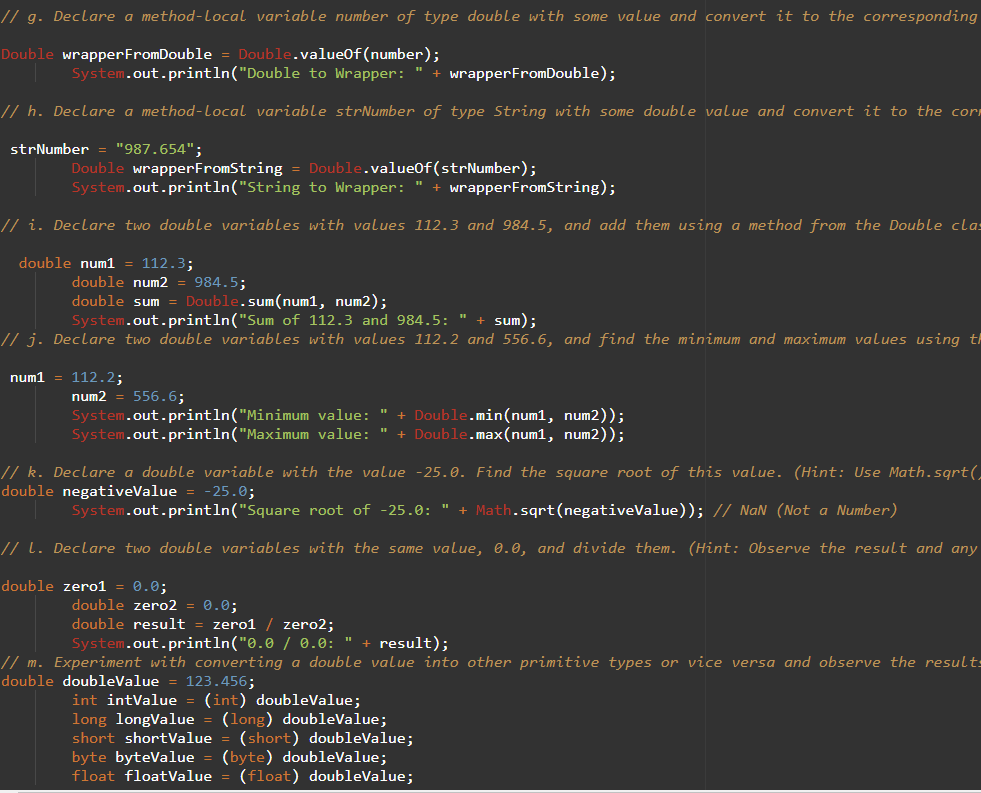 // g. Declare a method-local variable number of type double with some value and convert it to the corresponding
Double wrapperFromDouble = Double.valueOf(number);
System.out.println("Double to Wrapper: " + wrapperFromDouble);
// h. Declare a method-local variable strNumber of type String with some double value and convert it to the
strNumber = "987.654";
Double wrapperFromString = Double.valueOf(strNumber);
System.out.println("String to Wrapper: " + wrapperFromString);
// i. Declare two double variables with values 112.3 and 984.5, and add them using a method from the Double
double num1 = 112.3;
double num2 = 984.5;
double sum = Double.sum(num1, num2);
System.out.println("Sum of 112.3 and 984.5: " + sum);
// j. Declare two double variables with values 112.2 and 556.6, and find the minimum and maximum values using
num1 = 112.2;
num2 = 556.6;
System.out.println("Minimum value: " + Double.min(num1, num2));
System.out.println("Maximum value: " + Double.max(num1, num2));
// k. Declare a double variable with the value -25.0. Find the square root of this value. (Hint: Use Math.sqrt()
double negativeValue = -25.0;
System.out.println("Square root of -25.0: " + Math.sqrt(negativeValue)); // NaN (Not a Number)
// l. Declare two double variables with the same value, 0.0, and divide them. (Hint: Observe the result and any
double zero1 = 0.0;
double zero2 = 0.0;
double result = zero1 / zero2;
System.out.println("0.0 / 0.0: " + result);
// m. Experiment with converting a double value into other primitive types or vice versa and observe the results
double doubleValue = 123.456;
int intValue = (int) doubleValue;
long longValue = (long) doubleValue;
short shortValue = (short) doubleValue;
byte byteValue = (byte) doubleValue;
float floatValue = (float) doubleValue;